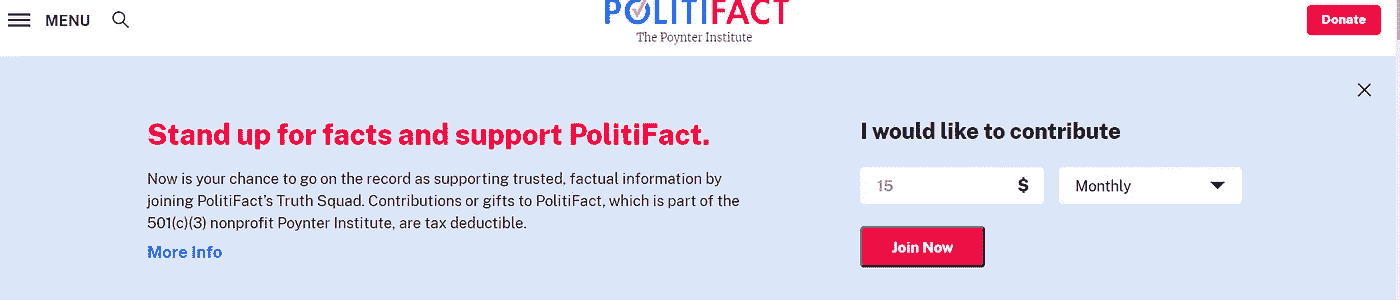 MENU
POLITIFACT
The Poynter Institute
Donate
Stand up for facts and support PolitiFact.
Now is your chance to go on the record as supporting trusted, factual information by
joining PolitiFact's Truth Squad. Contributions or gifts to PolitiFact, which is part of the
501(c)(3) nonprofit Poynter Institute, are tax deductible.
More Info
I would like to contribute
15 $ Monthly
Join Now